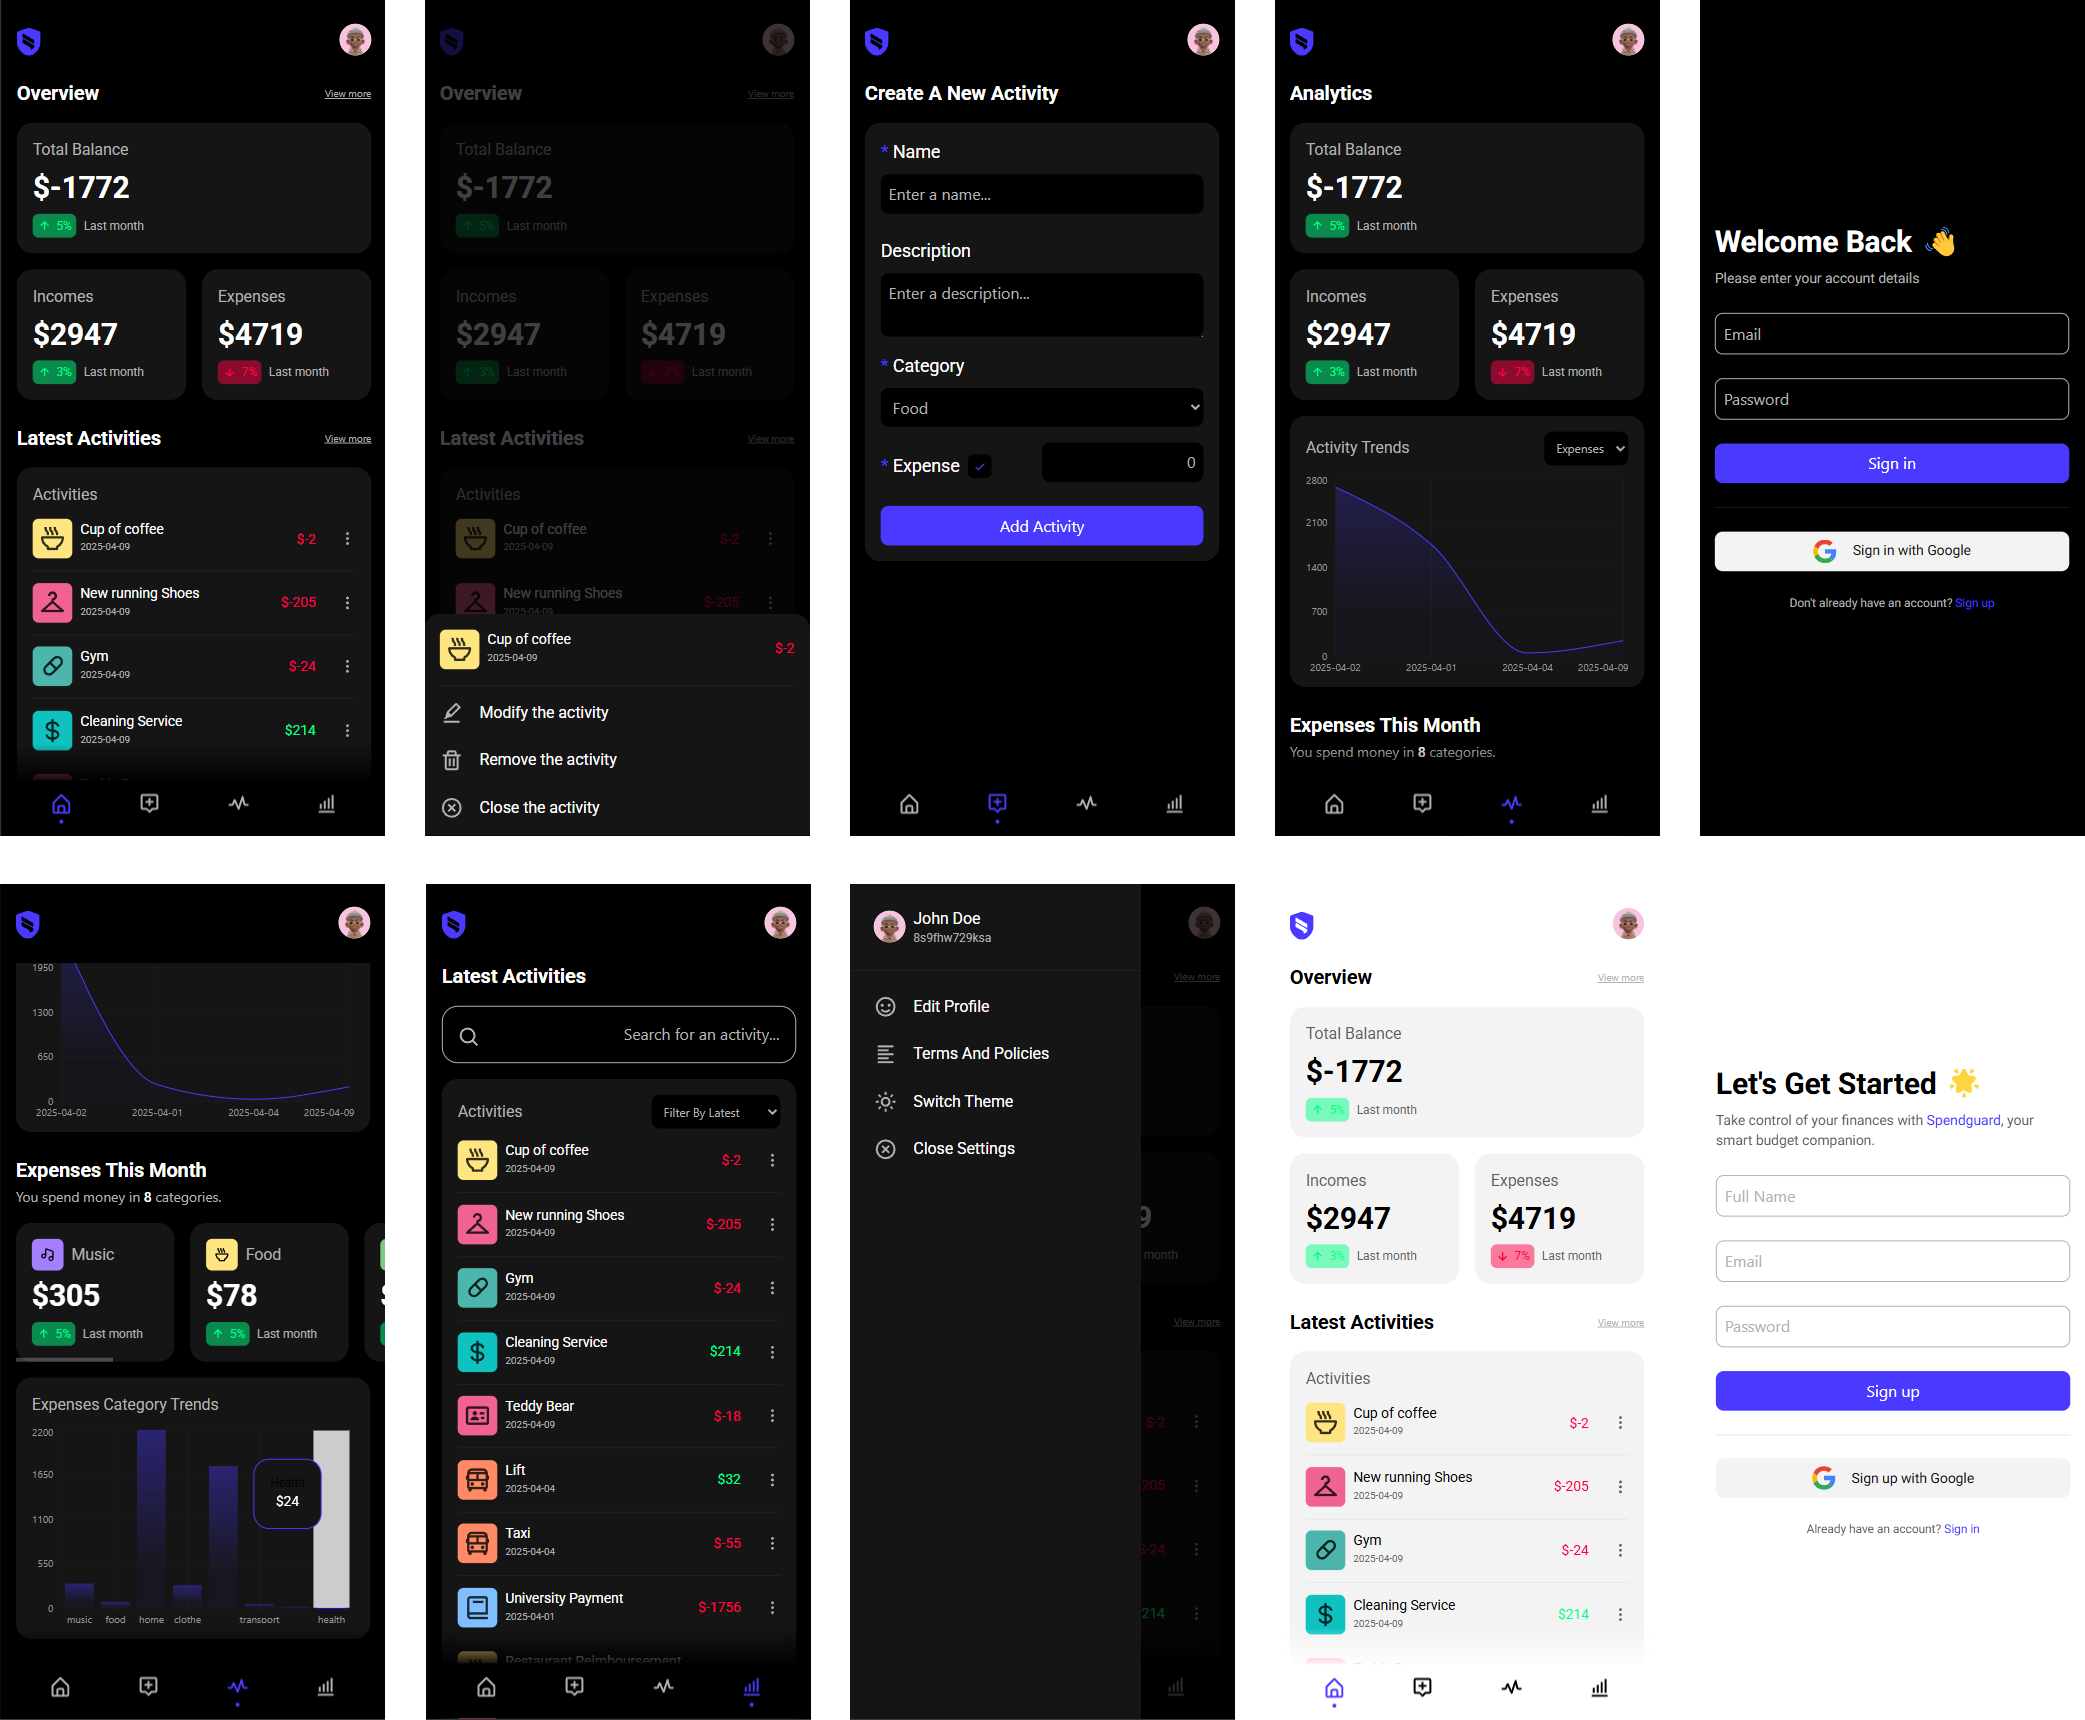 Overview
View more
Total Balance
$-1772
↑ 5% Last month
Incomes
$2947
↑ 3% Last month
Expenses
$4719
↓ 7% Last month
Latest Activities
View more
Activities
Cup of coffee
2025-04-09
$-2
New running Shoes
2025-04-09
$-205
Gym
2025-04-09
$-24
Cleaning Service
2025-04-09
$214
Overview
View more
Total Balance
$-1772
↑ 5% Last month
Incomes
$2947
↑ 3% Last month
Expenses
$4719
↓ 7% Last month
Latest Activities
View more
Activities
Cup of coffee
2025-04-09
$-2
New running Shoes
2025-04-09
$-205
Cup of coffee
2025-04-09
$-2
Modify the activity
Remove the activity
Close the activity
Create A New Activity
* Name
Enter a name...
Description
Enter a description...
* Category
Food
* Expense
0
Add Activity
Analytics
Total Balance
$-1772
↑ 5% Last month
Incomes
$2947
↑ 3% Last month
Expenses
$4719
↓ 7% Last month
Activity Trends
Expenses
2800
2100
1400
700
0
2025-04-02 2025-04-01 2025-04-04 2025-04-09
Expenses This Month
You spend money in 8 categories.
Welcome Back 👋
Please enter your account details
Email
Password
Sign in
Sign in with Google
Don't already have an account? Sign up
1950
1300
650
0
2025-04-02 2025-04-01 2025-04-04 2025-04-09
Expenses This Month
You spend money in 8 categories.
Music
$305
↑ 5% Last month
Food
$78
↑ 5% Last month
Expenses Category Trends
2200
1650
1100
550
0
Health
$24
music food home clothe transport health
Latest Activities
Search for an activity...
Activities
Filter By Latest
Cup of coffee
2025-04-09
$-2
New running Shoes
2025-04-09
$-205
Gym
2025-04-09
$-24
Cleaning Service
2025-04-09
$214
Teddy Bear
2025-04-09
$-18
Lift
2025-04-04
$32
Taxi
2025-04-04
$-55
University Payment
2025-04-01
$-1756
Restaurant Reimboursement
John Doe
8s9fhw729ksa
Edit Profile
Terms And Policies
Switch Theme
Close Settings
View more
9
month
View more
$-2
205
$-24
214
Overview
View more
Total Balance
$-1772
↑ 5% Last month
Incomes
$2947
↑ 3% Last month
Expenses
$4719
↓ 7% Last month
Latest Activities
View more
Activities
Cup of coffee
2025-04-09
$-2
New running Shoes
2025-04-09
$-205
Gym
2025-04-09
$-24
Cleaning Service
2025-04-09
$214
Let's Get Started 🌟
Take control of your finances with Spendguard, your
smart budget companion.
Full Name
Email
Password
Sign up
Sign up with Google
Already have an account? Sign in